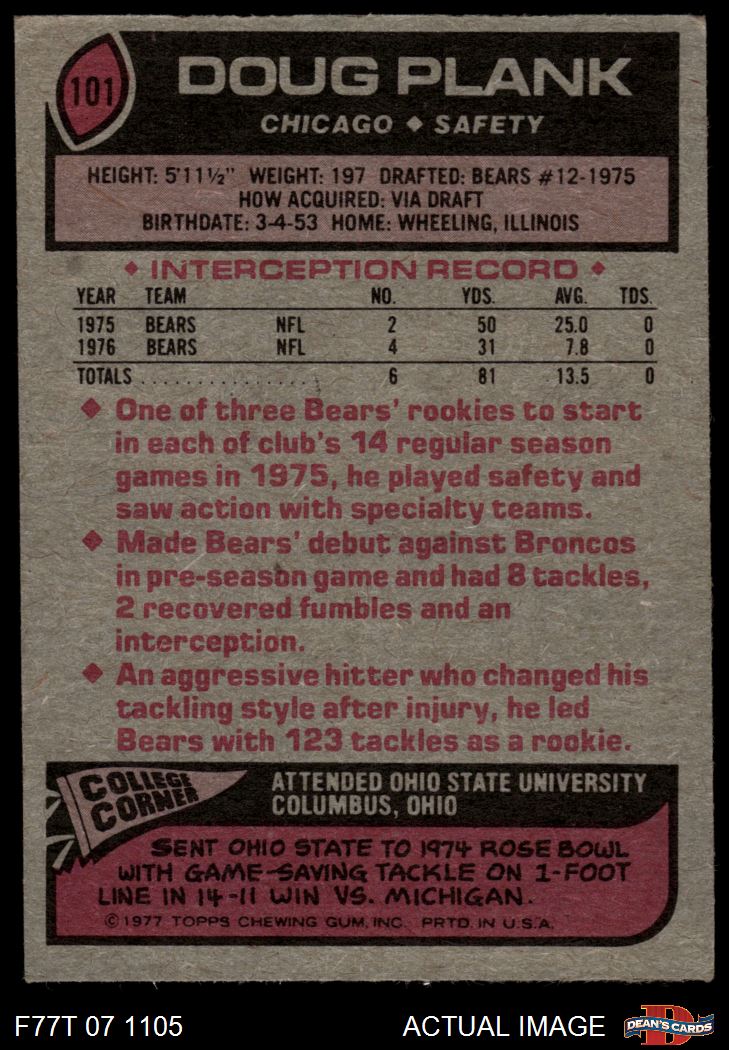 101
DOUG PLANK
CHICAGO ◆ SAFETY
HEIGHT: 5'11½" WEIGHT: 197 DRAFTED: BEARS #12-1975
HOW ACQUIRED: VIA DRAFT
BIRTHDATE: 3-4-53 HOME: WHEELING, ILLINOIS
◆ INTERCEPTION RECORD ◆
YEAR TEAM NO. YDS. AVG. TDS.
1975 BEARS NFL 2 50 25.0 0
1976 BEARS NFL 4 31 7.8 0
TOTALS . . . . . . . . . . . . . . . . 6 81 13.5 0
◆ One of three Bears' rookies to start
in each of club's 14 regular season
games in 1975, he played safety and
saw action with specialty teams.
◆ Made Bears' debut against Broncos
in pre-season game and had 8 tackles,
2 recovered fumbles and an
interception.
◆ An aggressive hitter who changed his
tackling style after injury, he led
Bears with 123 tackles as a rookie.
COLLEGE
CORNER
ATTENDED OHIO STATE UNIVERSITY
COLUMBUS, OHIO
SENT OHIO STATE TO 1974 ROSE BOWL
WITH GAME-SAVING TACKLE ON 1-FOOT
LINE IN 14-11 WIN VS. MICHIGAN.
© 1977 TOPPS CHEWING GUM, INC. PRTD. IN U.S.A.
F77T 07 1105
ACTUAL IMAGE
D
DEAN'S CARDS